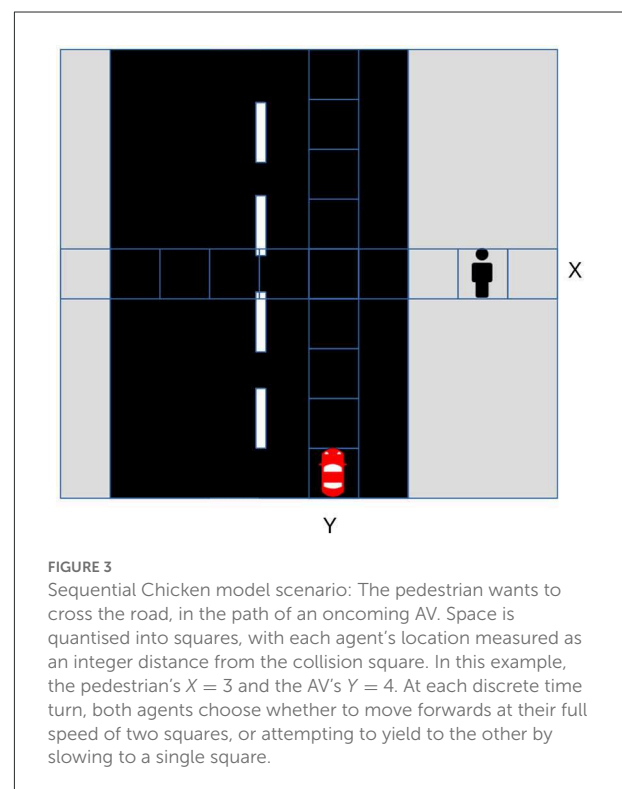 X
Y
FIGURE 3
Sequential Chicken model scenario: The pedestrian wants to
cross the road, in the path of an oncoming AV. Space is
quantised into squares, with each agent's location measured as
an integer distance from the collision square. In this example,
the pedestrian's X = 3 and the AV's Y = 4. At each discrete time
turn, both agents choose whether to move forwards at their full
speed of two squares, or attempting to yield to the other by
slowing to a single square.